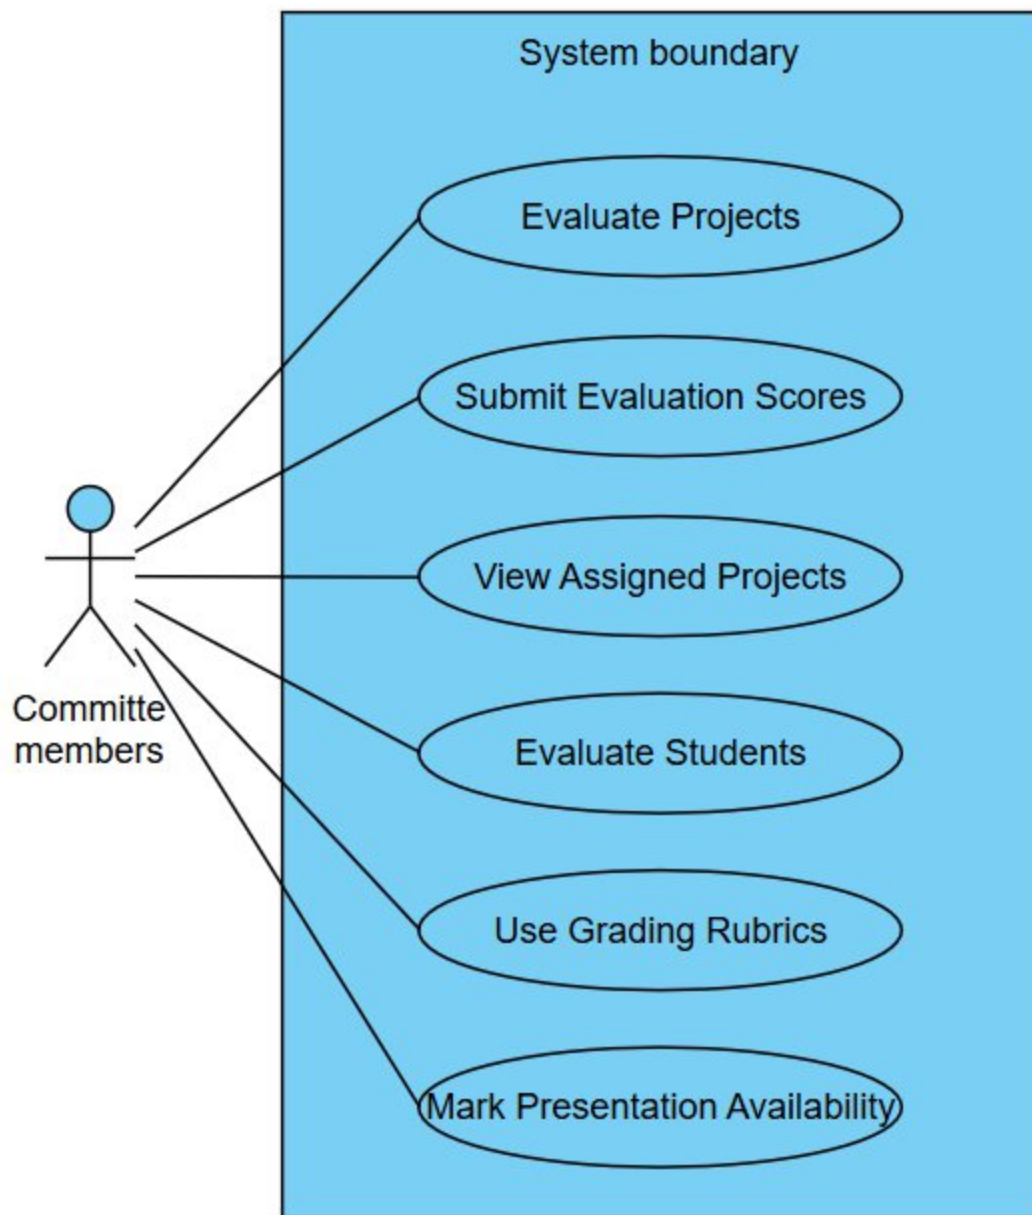 System boundary
Evaluate Projects
Submit Evaluation Scores
View Assigned Projects
Committe
members
Evaluate Students
Use Grading Rubrics
Mark Presentation Availability